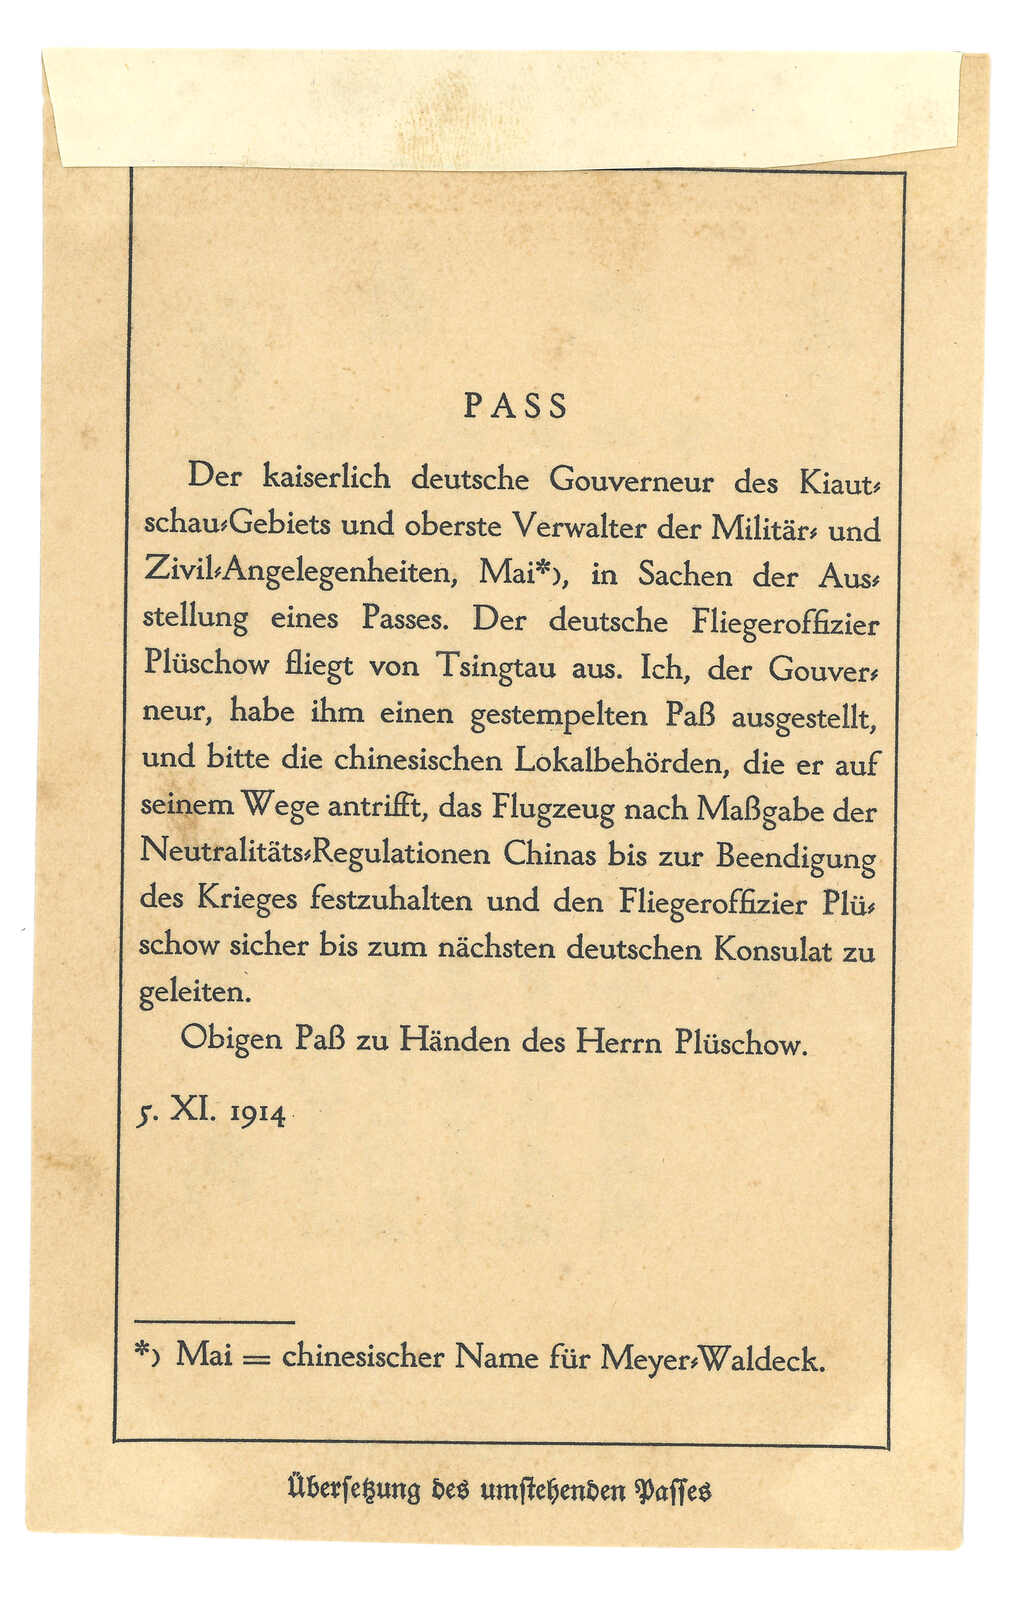 PASS
Der kaiserlich deutsche Gouverneur des Kiaut-
schau-Gebiets und oberste Verwalter der Militär- und
Zivil-Angelegenheiten, Mai*), in Sachen der Aus-
stellung eines Passes. Der deutsche Fliegeroffizier
Plüschow fliegt von Tsingtau aus. Ich, der Gouver-
neur, habe ihm einen gestempelten Paß ausgestellt,
und bitte die chinesischen Lokalbehörden, die er auf
seinem Wege antrifft, das Flugzeug nach Maßgabe der
Neutralitäts-Regulationen Chinas bis zur Beendigung
des Krieges festzuhalten und den Fliegeroffizier Plü-
schow sicher bis zum nächsten deutschen Konsulat zu
geleiten.
Obigen Paß zu Händen des Herrn Plüschow.
5. XI. 1914
*) Mai = chinesischer Name für Meyer-Waldeck.
Übersetzung des umstehenden Passes